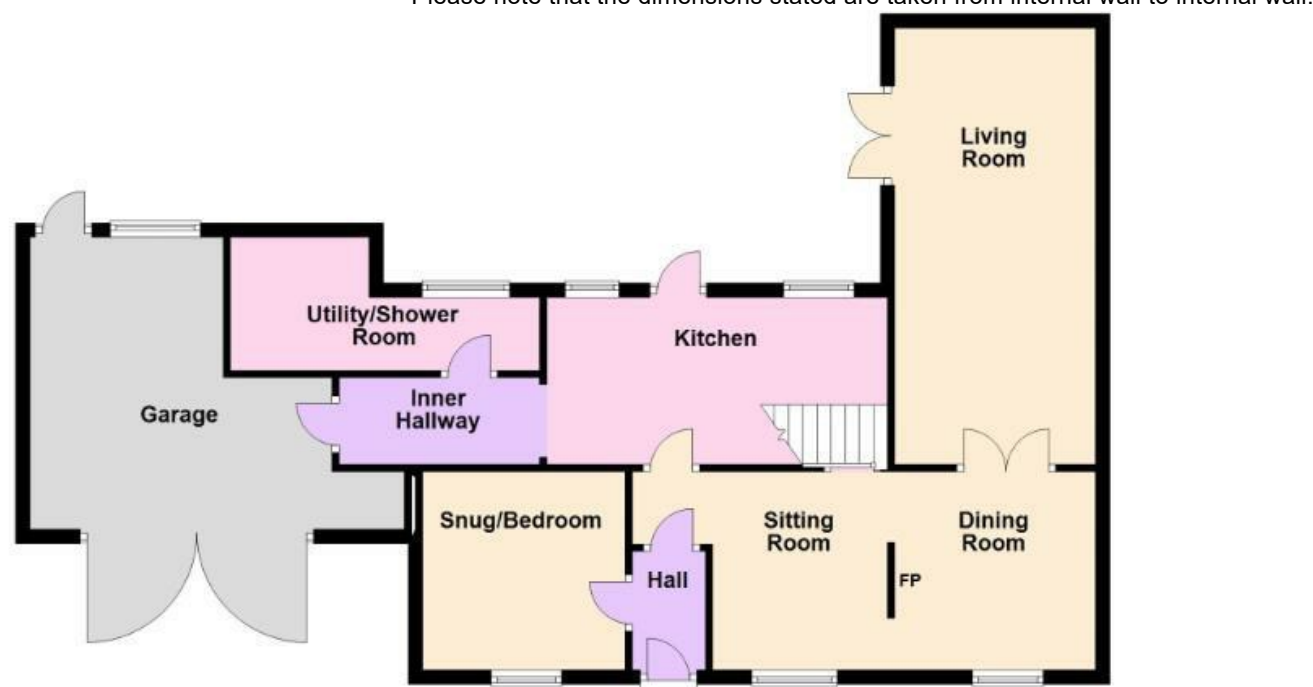 Please note that the dimensions stated are taken from internal wall to internal wall.
Living
Room
Utility/Shower
Room
Kitchen
Inner
Hallway
Garage
Snug/Bedroom
Sitting
Room
Dining
Room
Hall
FP